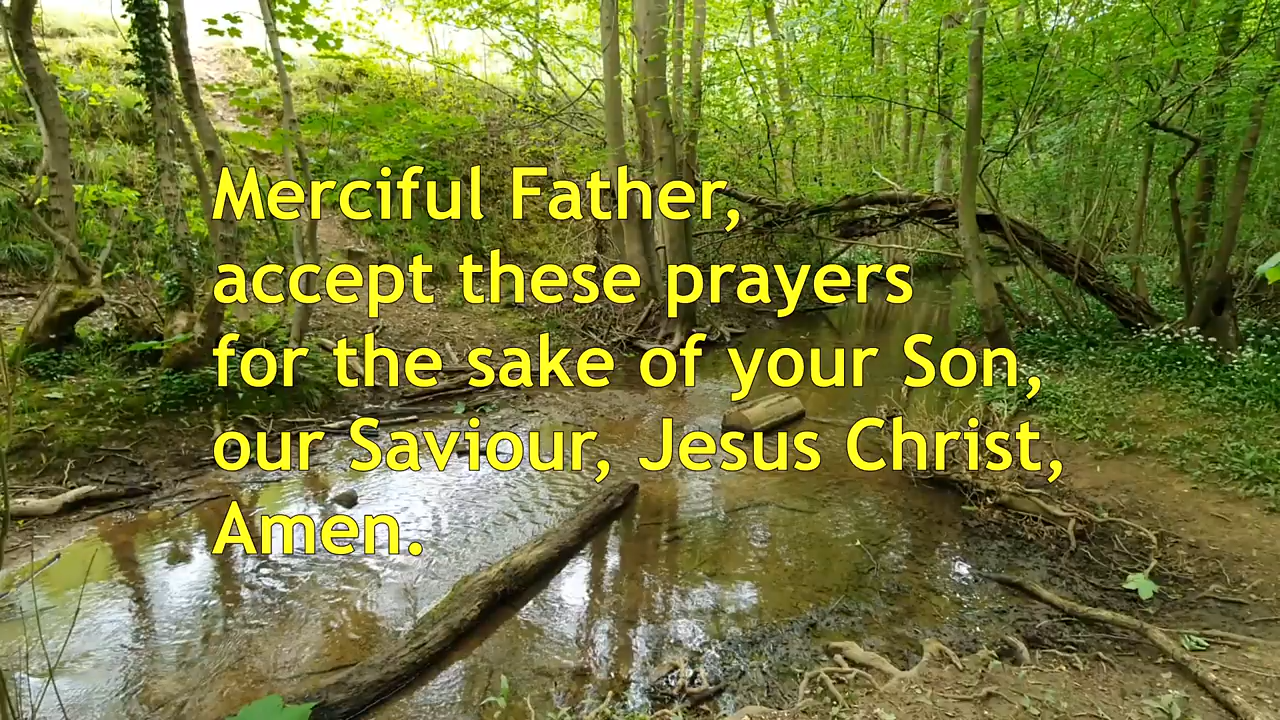 Merciful Father,
accept these prayers
for the sake of your Son,
our Saviour, Jesus Christ,
Amen.